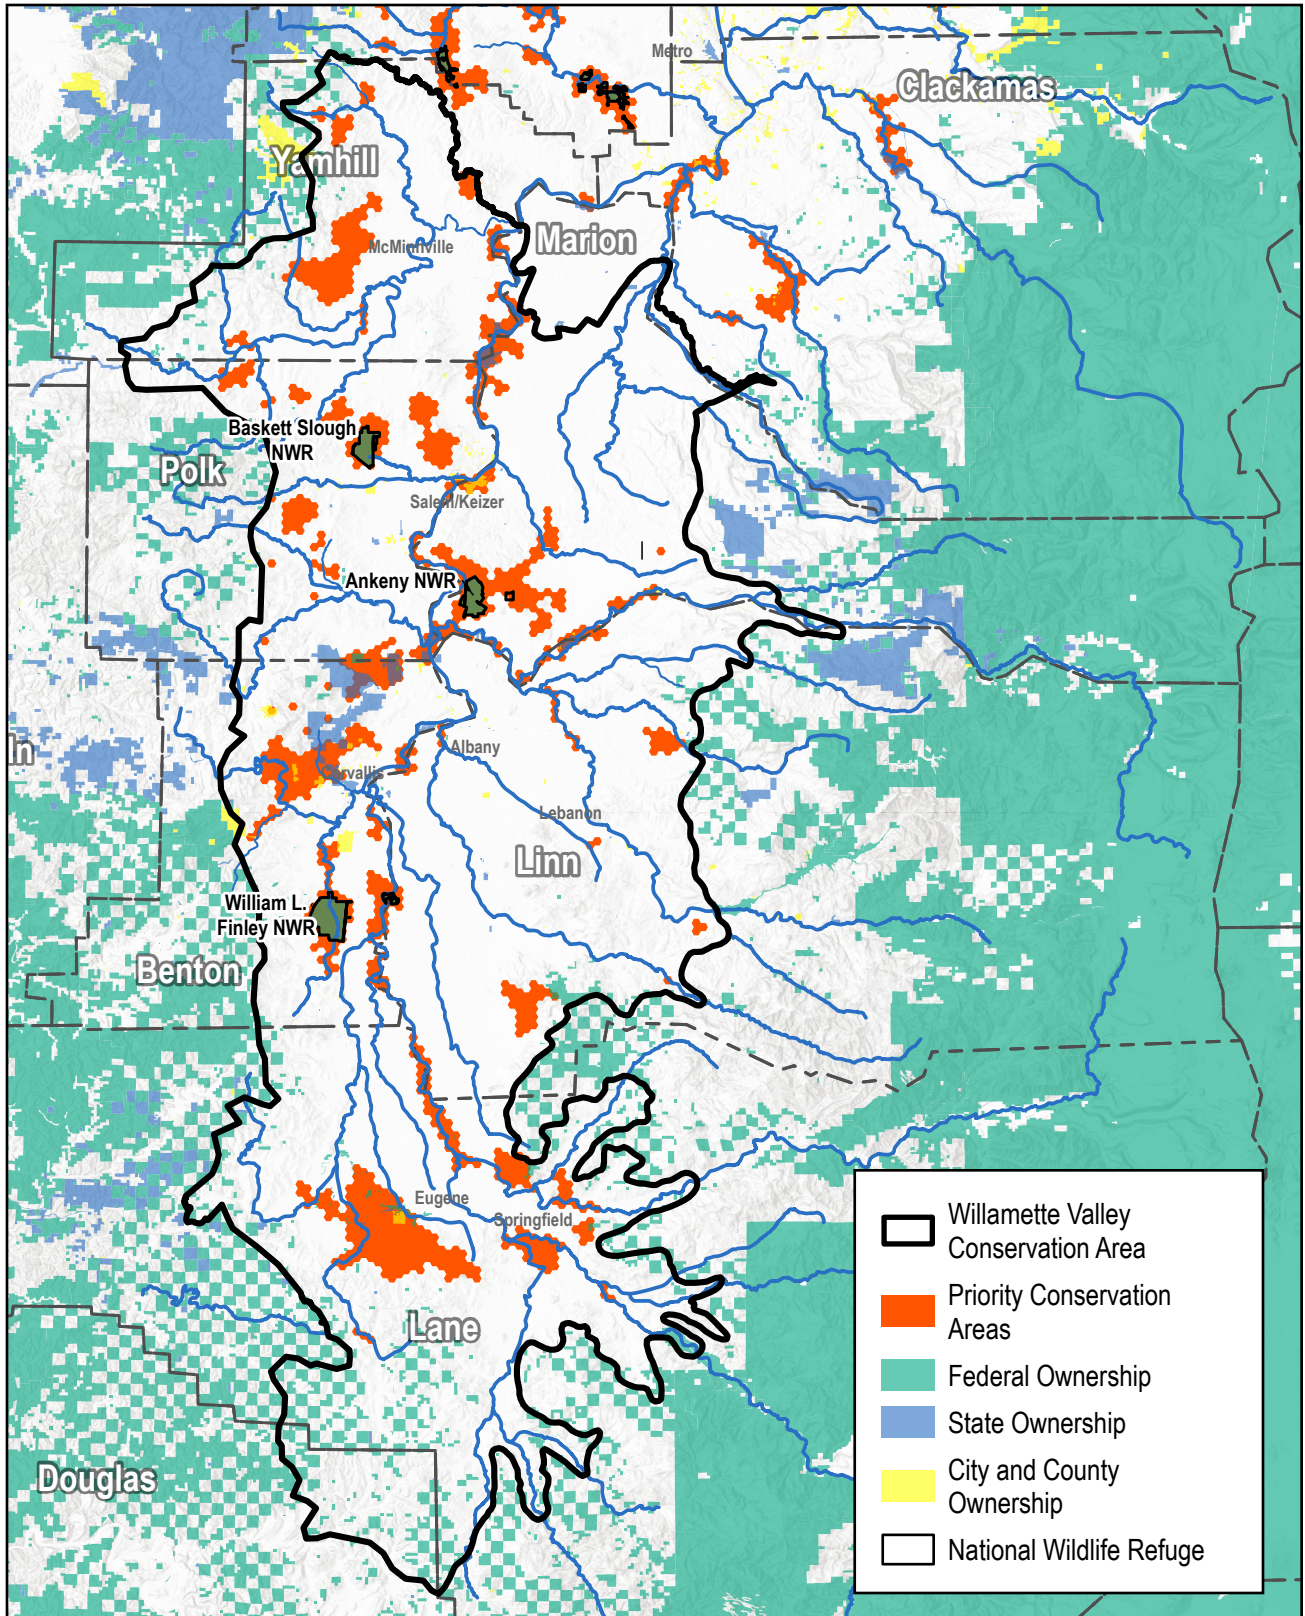 Metro
Clackamas
Yamhill
McMinnville
Marion
Baskett Slough
NWR
Polk
Salem/Keizer
Ankeny NWR
ln
Albany
Corvallis
Lebanon
Linn
William L.
Finley NWR
Benton
Eugene
Springfield
Lane
Douglas
Willamette Valley
Conservation Area
Priority Conservation
Areas
Federal Ownership
State Ownership
City and County
Ownership
National Wildlife Refuge